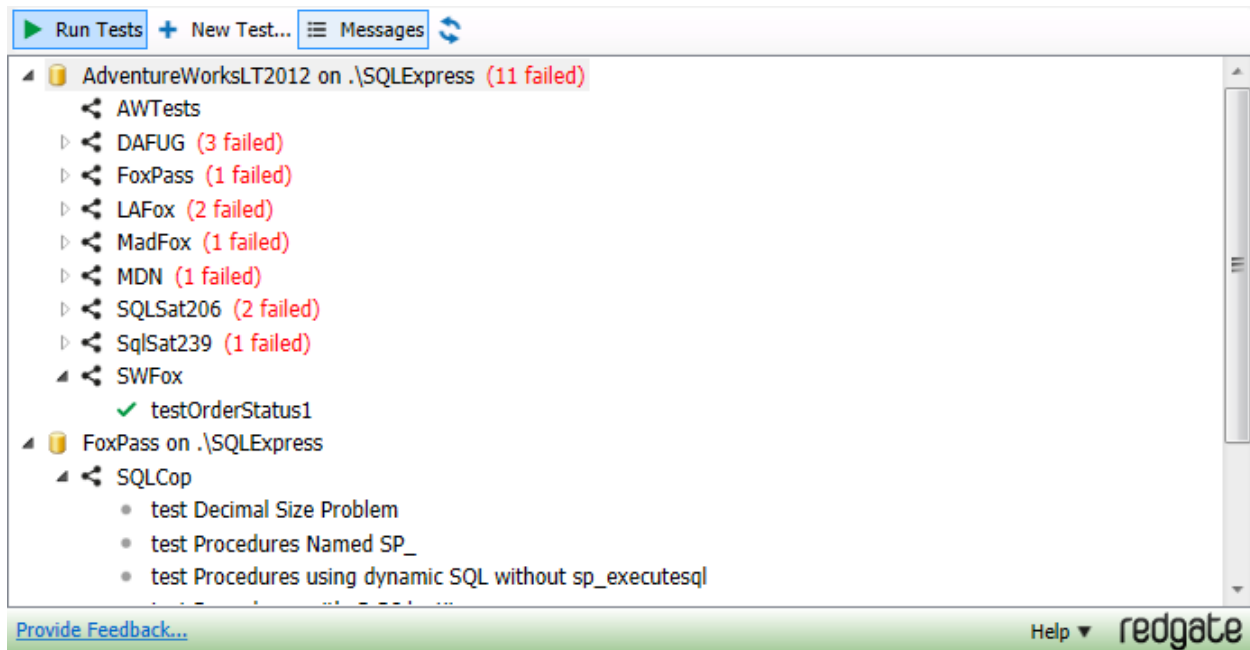 Run Tests New Test... Messages
AdventureWorksLT2012 on .\SQLExpress (11 failed)
AWTests
DAFUG (3 failed)
FoxPass (1 failed)
LAFox (2 failed)
MadFox (1 failed)
MDN (1 failed)
SQLSat206 (2 failed)
SqlSat239 (1 failed)
SWFox
testOrderStatus1
FoxPass on .\SQLExpress
SQLCop
test Decimal Size Problem
test Procedures Named SP_
test Procedures using dynamic SQL without sp_executesql
Provide Feedback... Help redgate